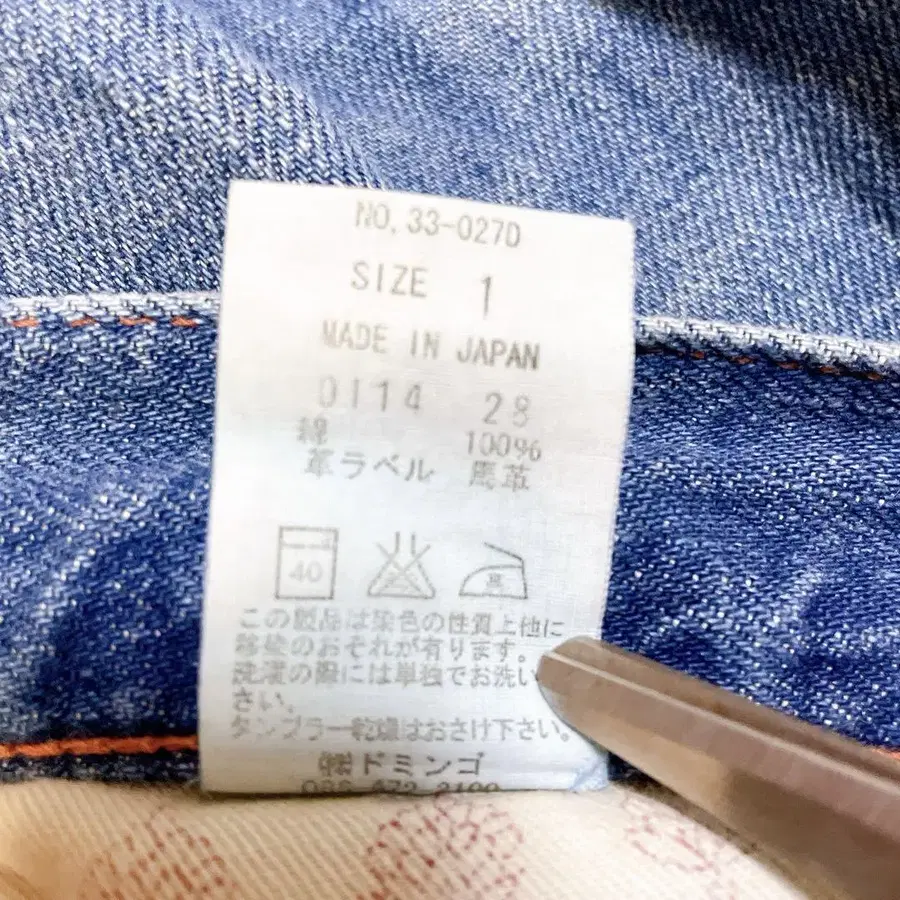 NO, 33-027D
SIZE 1
MADE IN JAPAN
0114 28
綿 100%
革ラベル 馬革
40
この製品は染色の性質上他に
移染のおそれが有ります。
洗濯の際には単独でお洗い
さい。
タンブラー乾燥はおさけ下さい。
㈱ドミンゴ